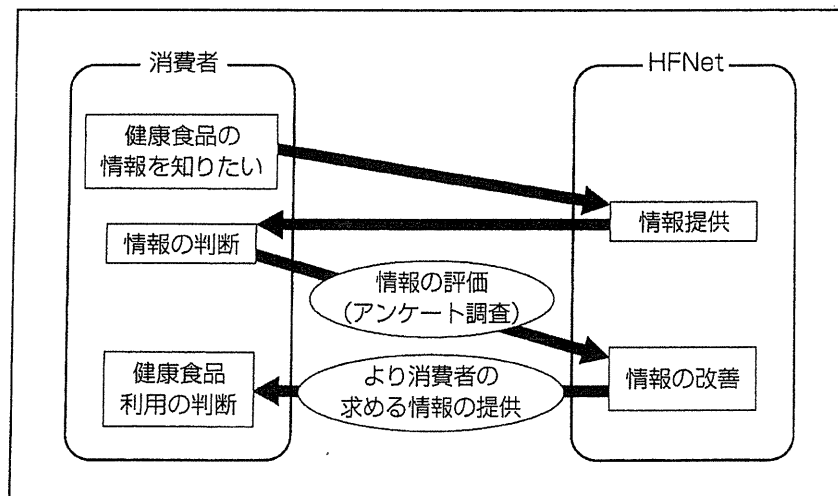 消費者
HFNet
健康食品の
情報を知りたい
情報提供
情報の判断
情報の評価
(アンケート調査)
情報の改善
健康食品
利用の判断
より消費者の
求める情報の提供